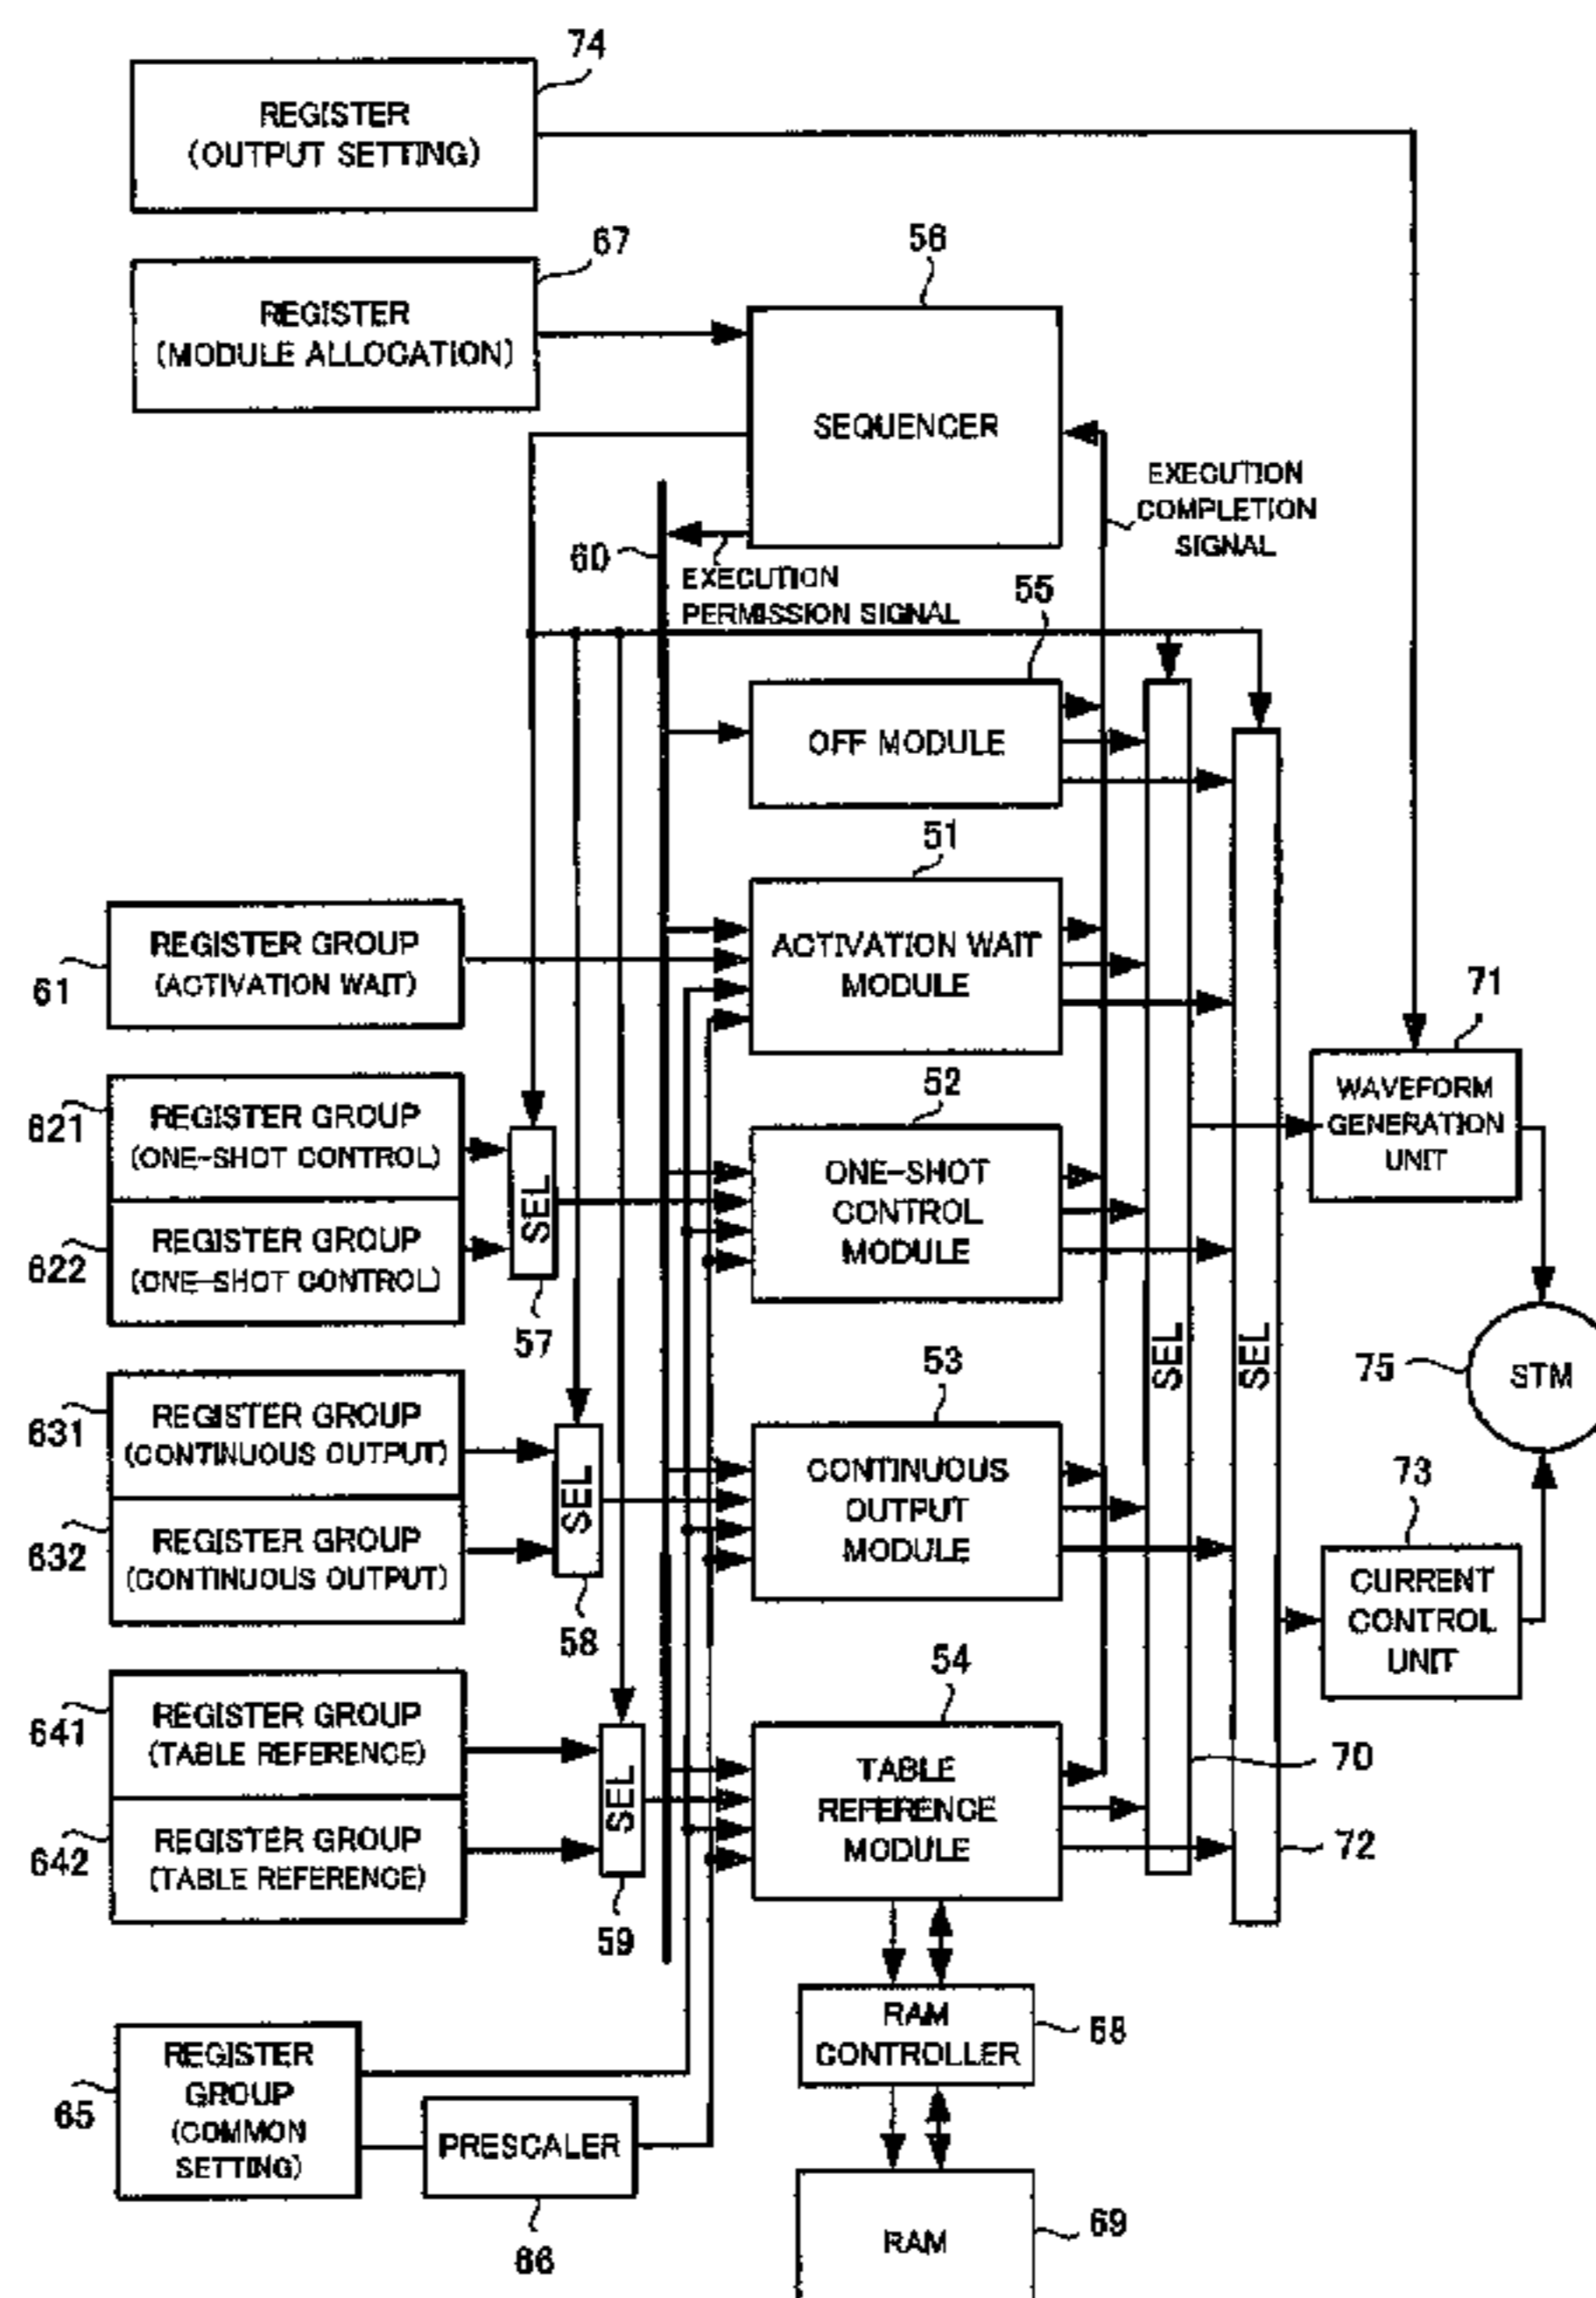 74
REGISTER
(OUTPUT SETTING)
67
REGISTER
(MODULE ALLOCATION)
56
SEQUENCER
EXECUTION
COMPLETION
SIGNAL
60
EXECUTION
PERMISSION SIGNAL
55
OFF MODULE
51
ACTIVATION WAIT
MODULE
61
REGISTER GROUP
(ACTIVATION WAIT)
71
WAVEFORM
GENERATION
UNIT
621
REGISTER GROUP
(ONE-SHOT CONTROL)
622
REGISTER GROUP
(ONE-SHOT CONTROL)
SEL
57
52
ONE-SHOT
CONTROL
MODULE
SEL
SEL
75
STM
631
REGISTER GROUP
(CONTINUOUS OUTPUT)
632
REGISTER GROUP
(CONTINUOUS OUTPUT)
SEL
58
53
CONTINUOUS
OUTPUT
MODULE
73
CURRENT
CONTROL
UNIT
641
REGISTER GROUP
(TABLE REFERENCE)
642
REGISTER GROUP
(TABLE REFERENCE)
SEL
59
54
TABLE
REFERENCE
MODULE
70
72
65
REGISTER
GROUP
(COMMON
SETTING)
PRESCALER
66
RAM
CONTROLLER
68
RAM
69